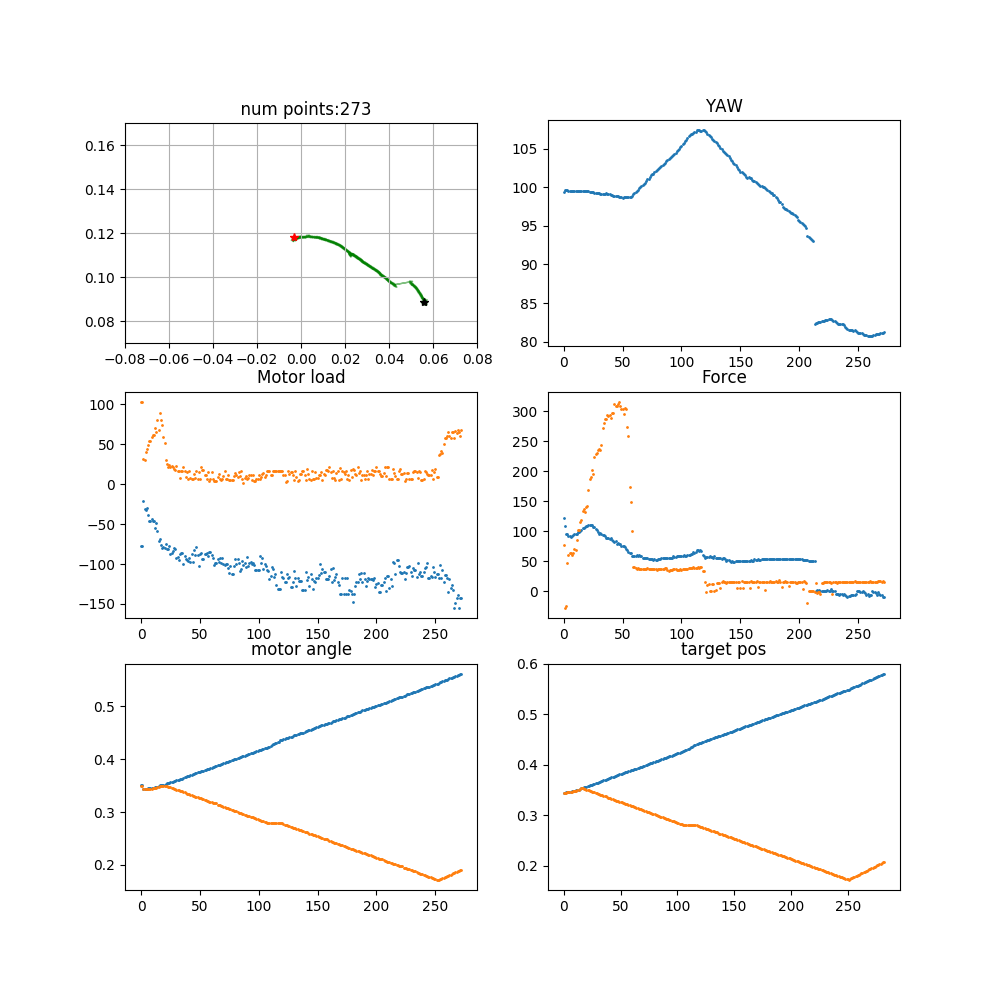 num points:273
0.16
0.14
0.12
0.10
0.08
−0.08 −0.06 −0.04 −0.02 0.00 0.02 0.04 0.06 0.08
YAW
105
100
95
90
85
80
0 50 100 150 200 250
Motor load
100
50
0
−50
−100
−150
0 50 100 150 200 250
Force
300
250
200
150
100
50
0
0 50 100 150 200 250
motor angle
0.5
0.4
0.3
0.2
0 50 100 150 200 250
target pos
0.6
0.5
0.4
0.3
0.2
0 50 100 150 200 250